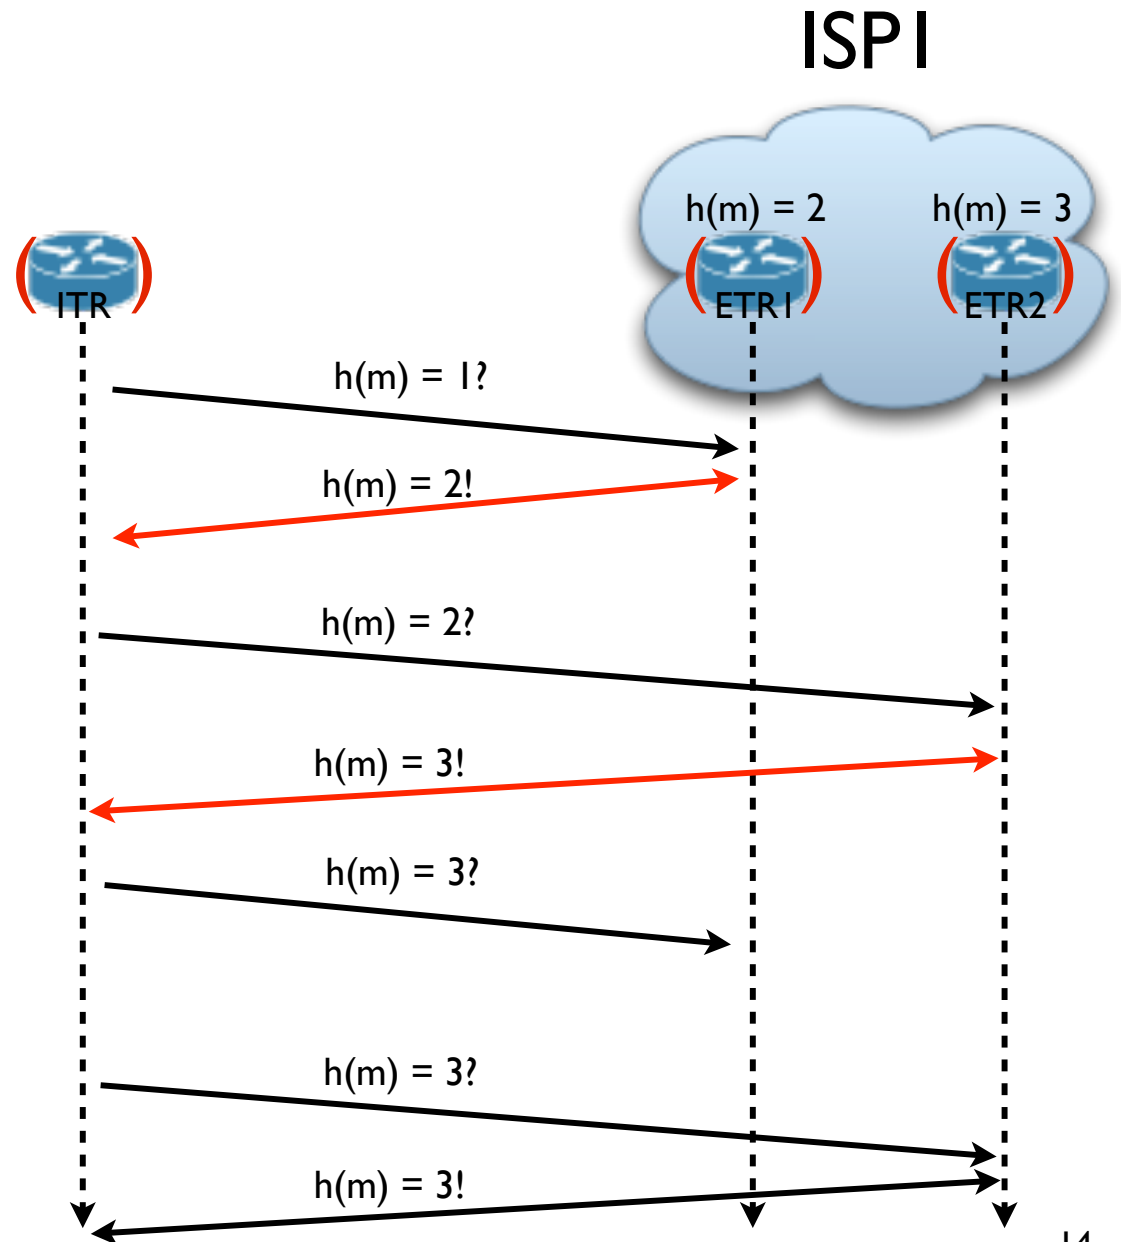 ISP1
h(m) = 2
h(m) = 3
ITR
ETR1
ETR2
h(m) = 1?
h(m) = 2!
h(m) = 2?
h(m) = 3!
h(m) = 3?
h(m) = 3?
h(m) = 3!